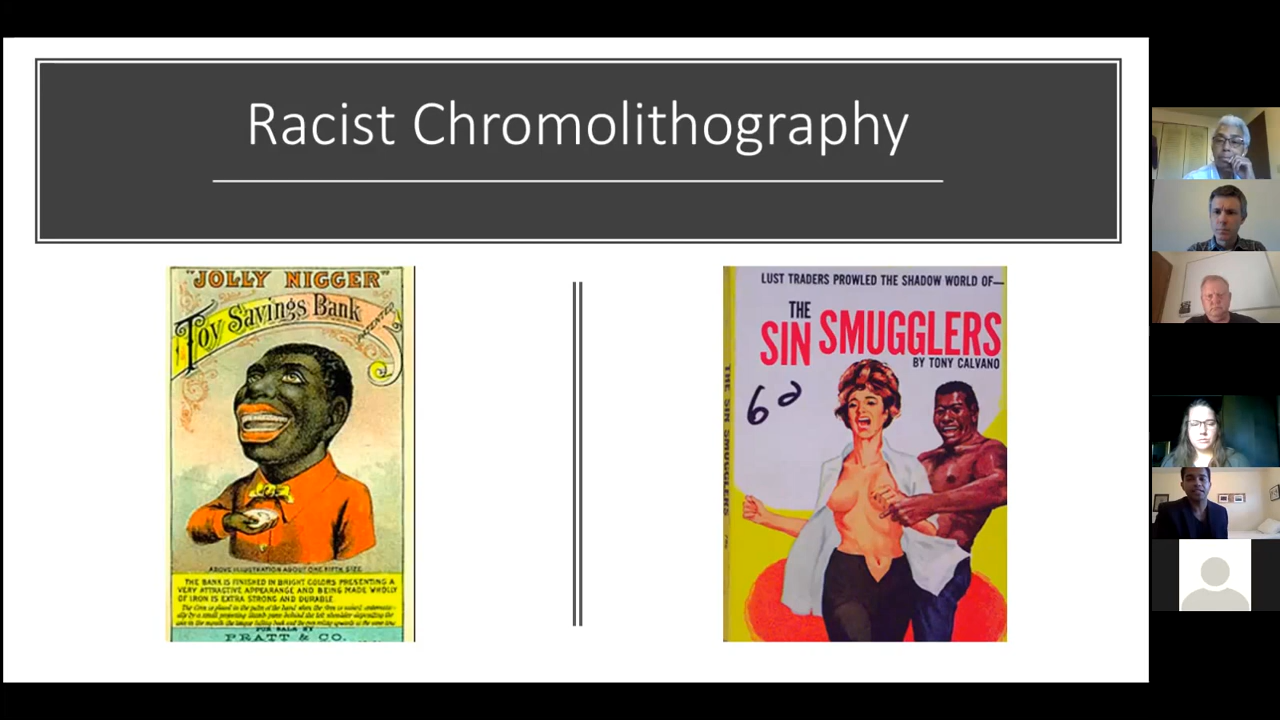 Racist Chromolithography
"JOLLY NIGGER"
Toy Savings Bank
PATENTED
ABOVE ILLUSTRATION ABOUT ONE FIFTH SIZE.
THE BANK IS FINISHED IN BRIGHT COLORS PRESENTING A
VERY ATTRACTIVE APPEARANCE AND BEING MADE WHOLLY
OF IRON IS EXTRA STRONG AND DURABLE
FOR SALE BY
PRATT & CO.
LUST TRADERS PROWLED THE SHADOW WORLD OF—
THE
SIN SMUGGLERS
BY TONY CALVANO
THE SIN SMUGGLERS